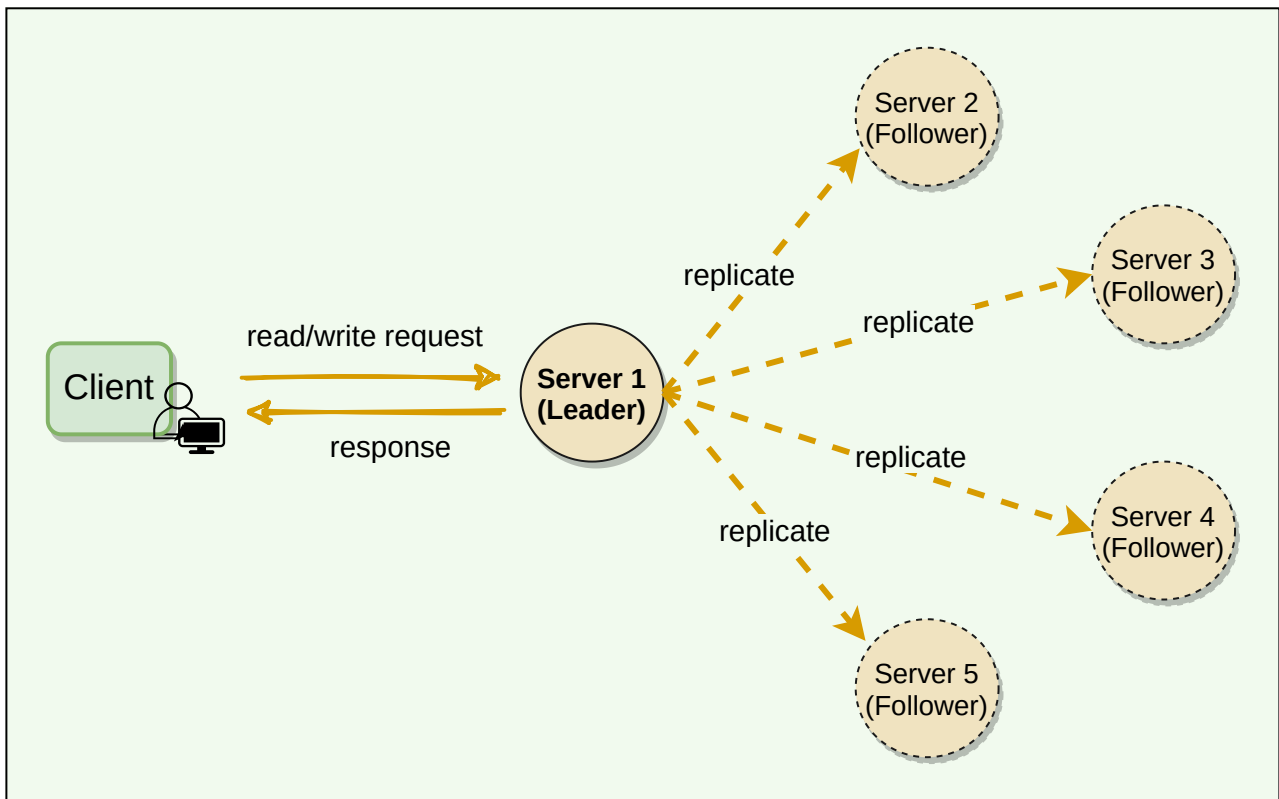 Server 2
(Follower)
Server 3
(Follower)
replicate
replicate
read/write request
Client
Server 1
(Leader)
response
replicate
replicate
Server 4
(Follower)
Server 5
(Follower)